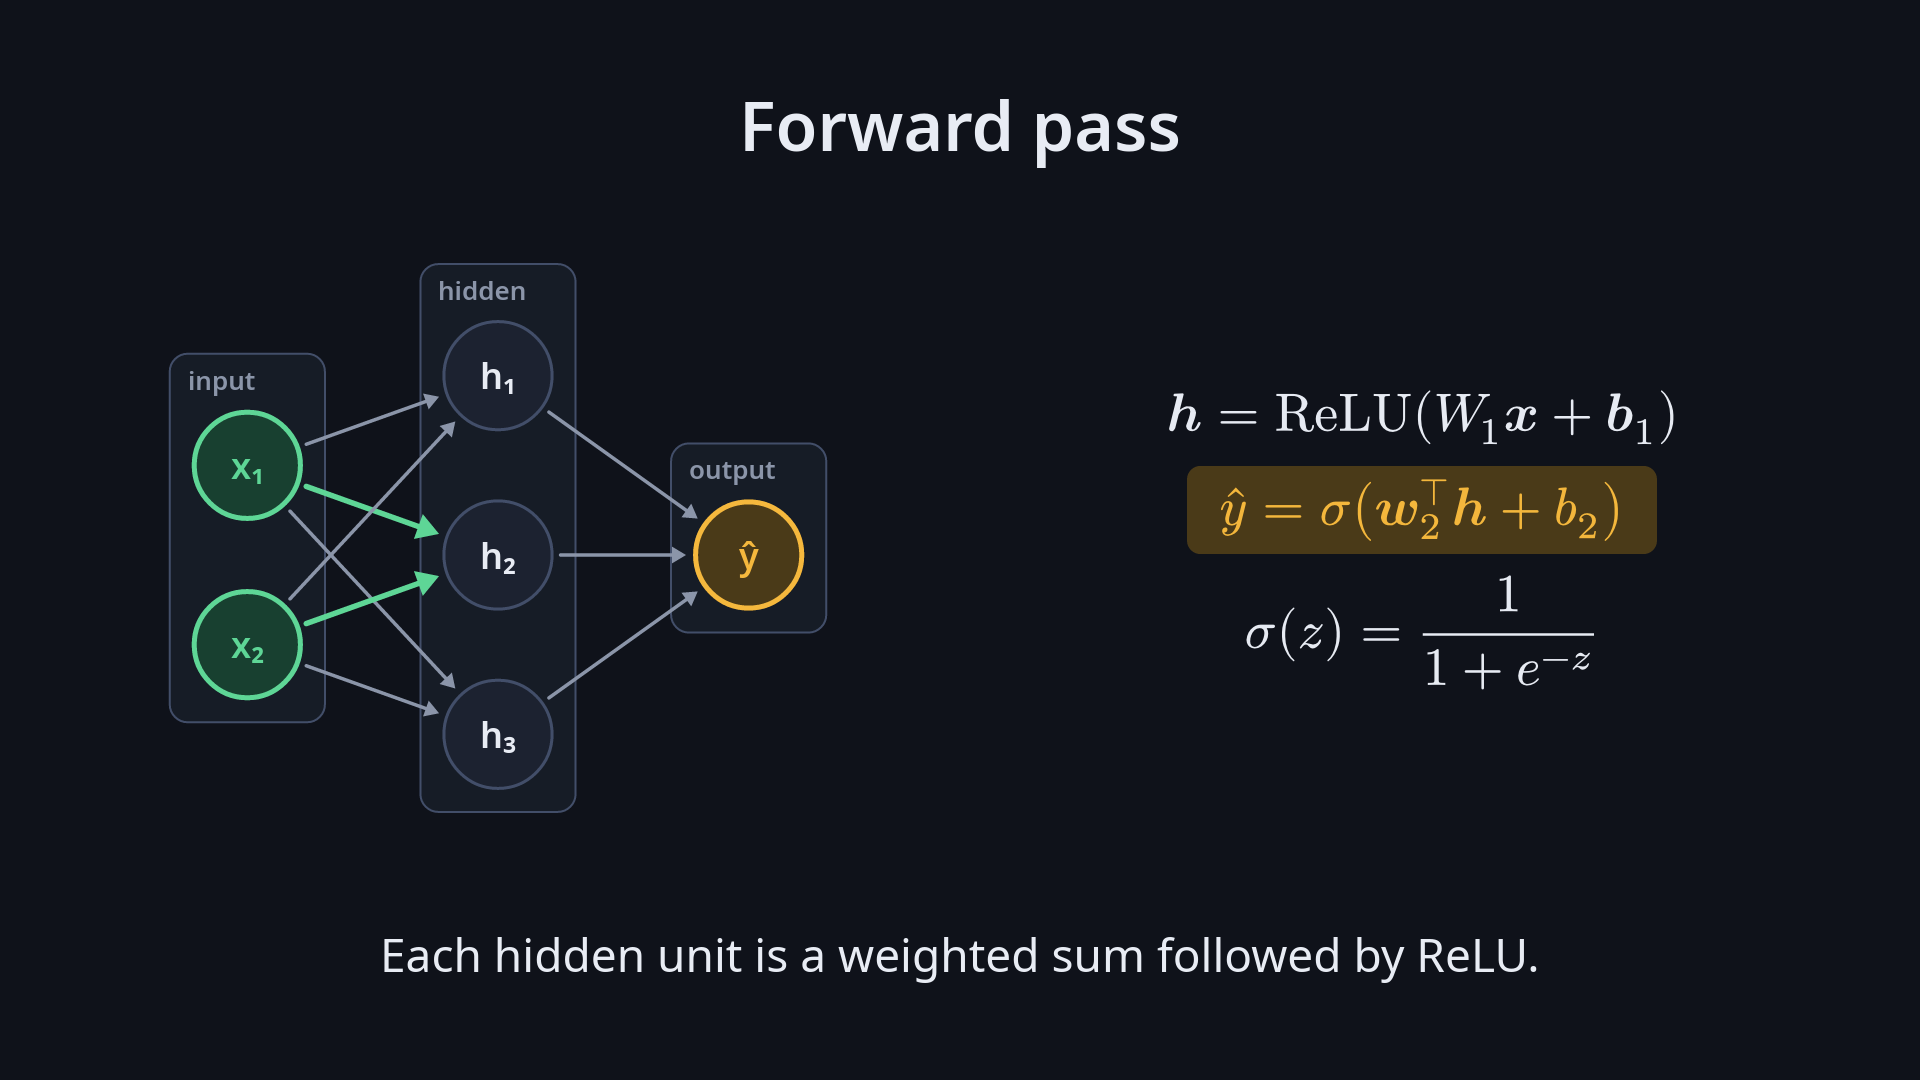 Forward pass
input
x₁
x₂
hidden
h₁
h₂
h₃
output
ŷ
𝒉 = ReLU(W₁𝒙 + 𝒃₁)
ŷ = σ(𝒘₂ᵀ𝒉 + b₂)
σ(z) = 1 / (1 + e⁻ᶻ)
Each hidden unit is a weighted sum followed by ReLU.